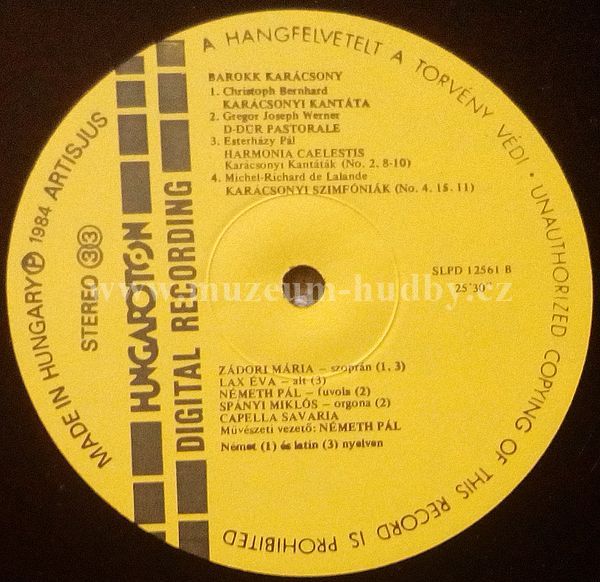 A HANGFELVETELT A TÖRVÉNY VÉDI · UNAUTHORIZED COPYING OF THIS RECORD IS PROHIBITED
MADE IN HUNGARY Ⓟ 1984 ARTISJUS
STEREO 33
HUNGAROTON
DIGITAL RECORDING
BAROKK KARÁCSONY
1. Christoph Bernhard
KARÁCSONYI KANTÁTA
2. Gregor Joseph Werner
D-DÚR PASTORALE
3. Esterházy Pál
HARMONIA CAELESTIS
Karácsonyi Kantáták (No. 2, 8-10)
4. Michel-Richard de Lalande
KARÁCSONYI SZIMFÓNIÁK (No. 4, 15, 11)
SLPD 12561 B
25'30"
www.muzeum-hudby.cz
ZÁDORI MÁRIA – szoprán (1, 3)
LAX ÉVA – alt (3)
NÉMETH PÁL – fuvola (2)
SPÁNYI MIKLÓS – orgona (2)
CAPELLA SAVARIA
Művészeti vezető: NÉMETH PÁL
Német (1) és latin (3) nyelven